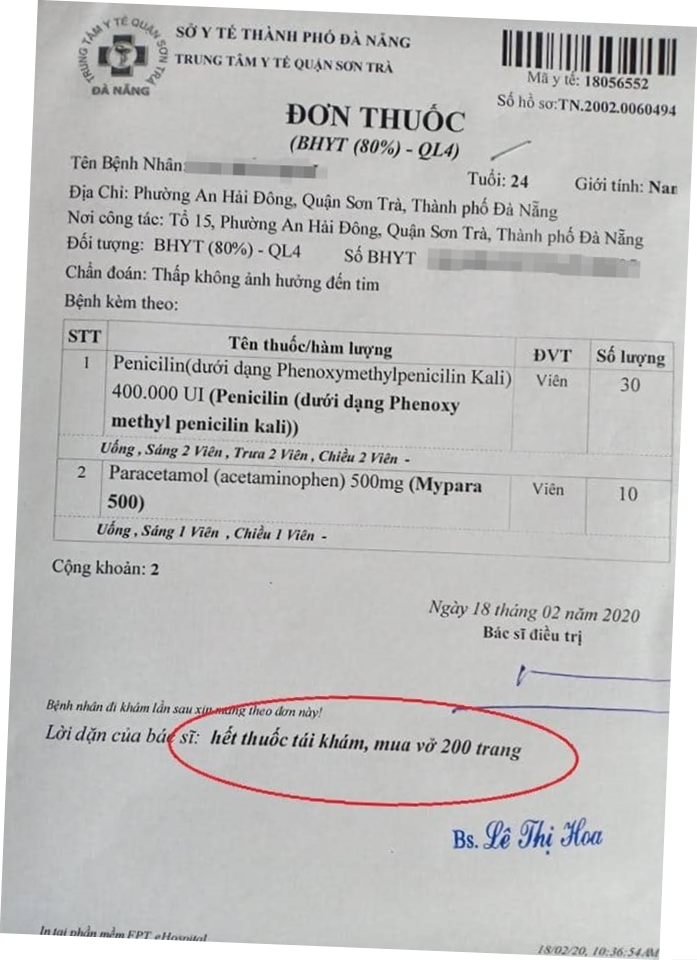 TRUNG TÂM Y TẾ QUẬN SƠN TRÀ
ĐÀ NẴNG
SỞ Y TẾ THÀNH PHỐ ĐÀ NẴNG
TRUNG TÂM Y TẾ QUẬN SƠN TRÀ
Mã y tế: 18056552
Số hồ sơ:TN.2002.0060494
ĐƠN THUỐC
(BHYT (80%) - QL4)
Tên Bệnh Nhân:
Tuổi: 24
Giới tính: Nam
Địa Chỉ: Phường An Hải Đông, Quận Sơn Trà, Thành phố Đà Nẵng
Nơi công tác: Tổ 15, Phường An Hải Đông, Quận Sơn Trà, Thành phố Đà Nẵng
Đối tượng: BHYT (80%) - QL4 Số BHYT
Chẩn đoán: Thấp không ảnh hưởng đến tim
Bệnh kèm theo:
STT Tên thuốc/hàm lượng ĐVT Số lượng
1 Penicilin(dưới dạng Phenoxymethylpenicilin Kali) Viên 30
400.000 UI (Penicilin (dưới dạng Phenoxy
methyl penicilin kali))
Uống , Sáng 2 Viên , Trưa 2 Viên , Chiều 2 Viên -
2 Paracetamol (acetaminophen) 500mg (Mypara Viên 10
500)
Uống , Sáng 1 Viên , Chiều 1 Viên -
Cộng khoản: 2
Ngày 18 tháng 02 năm 2020
Bác sĩ điều trị
Bệnh nhân đi khám lần sau xin mang theo đơn này!
Lời dặn của bác sĩ: hết thuốc tái khám, mua vở 200 trang
Bs. Lê Thị Hoa
In tại phần mềm FPT eHospital
18/02/20, 10:36:54AM